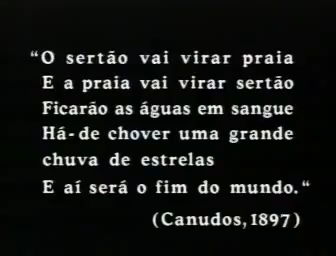 “O sertão vai virar praia
E a praia vai virar sertão
Ficarão as águas em sangue
Há-de chover uma grande
chuva de estrelas
E aí será o fim do mundo.“
(Canudos, 1897)